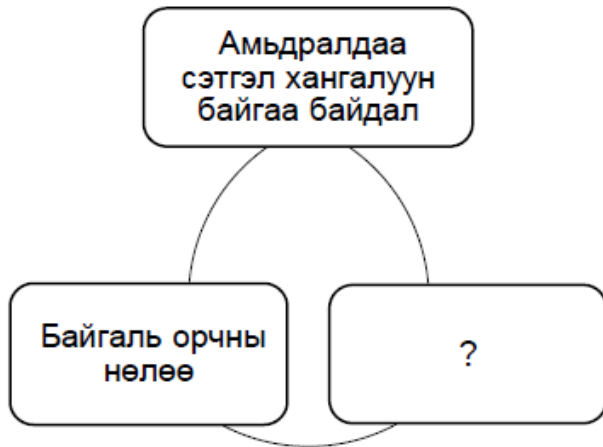 Амьдралдаа
сэтгэл хангалуун
байгаа байдал
Байгаль орчны
нөлөө
?